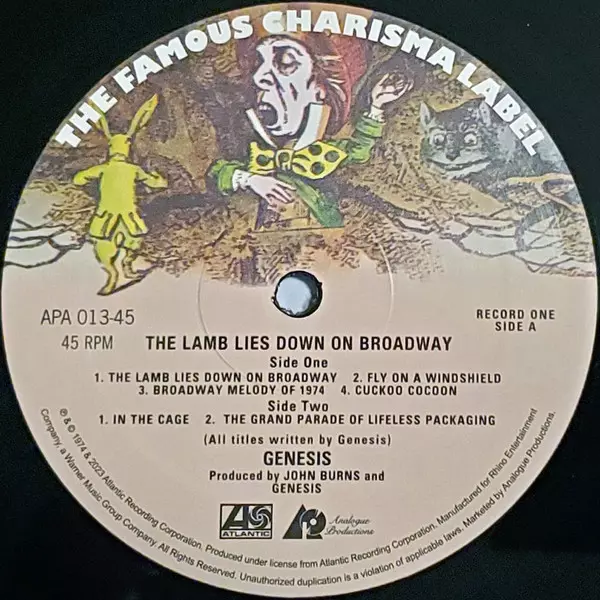 THE FAMOUS CHARISMA LABEL
APA 013-45
45 RPM
RECORD ONE
SIDE A
THE LAMB LIES DOWN ON BROADWAY
Side One
1. THE LAMB LIES DOWN ON BROADWAY 2. FLY ON A WINDSHIELD
3. BROADWAY MELODY OF 1974 4. CUCKOO COCOON
Side Two
1. IN THE CAGE 2. THE GRAND PARADE OF LIFELESS PACKAGING
(All titles written by Genesis)
GENESIS
Produced by JOHN BURNS and
GENESIS
ATLANTIC
AP
Analogue
Productions
℗ & © 1974 & 2023 Atlantic Recording Corporation. Produced under license from Atlantic Recording Corporation. Manufactured for Rhino Entertainment
Company, a Warner Music Group Company. All Rights Reserved. Unauthorized duplication is a violation of applicable laws. Marketed by Analogue Productions.